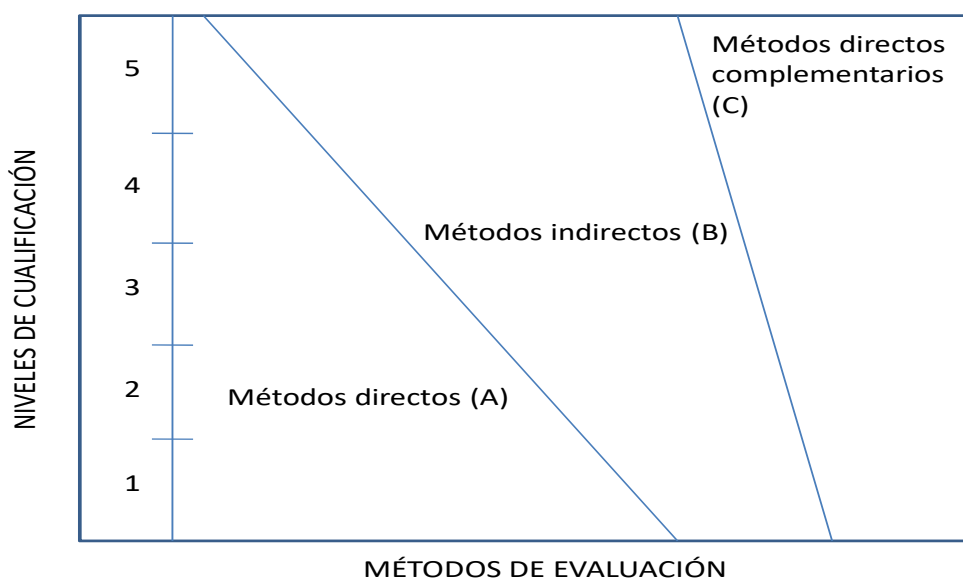 NIVELES DE CUALIFICACIÓN
5
4
3
2
1
Métodos directos
complementarios
(C)
Métodos indirectos (B)
Métodos directos (A)
MÉTODOS DE EVALUACIÓN